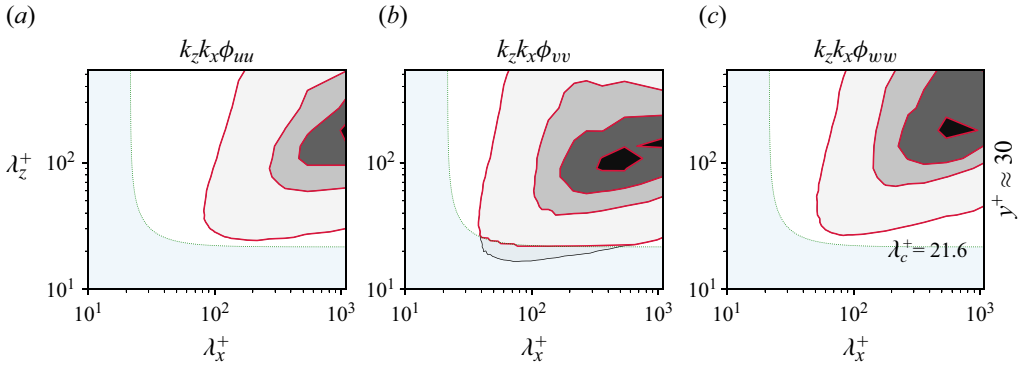 (a) (b) (c)
k_z k_x ϕ_uu k_z k_x ϕ_vv k_z k_x ϕ_ww
λ_z^+
10^2 10^2 10^2
10^1 10^1 10^1
10^1 10^2 10^3 10^1 10^2 10^3 10^1 10^2 10^3
λ_x^+ λ_x^+ λ_x^+
λ_c^+ = 21.6
y^+ ≈ 30